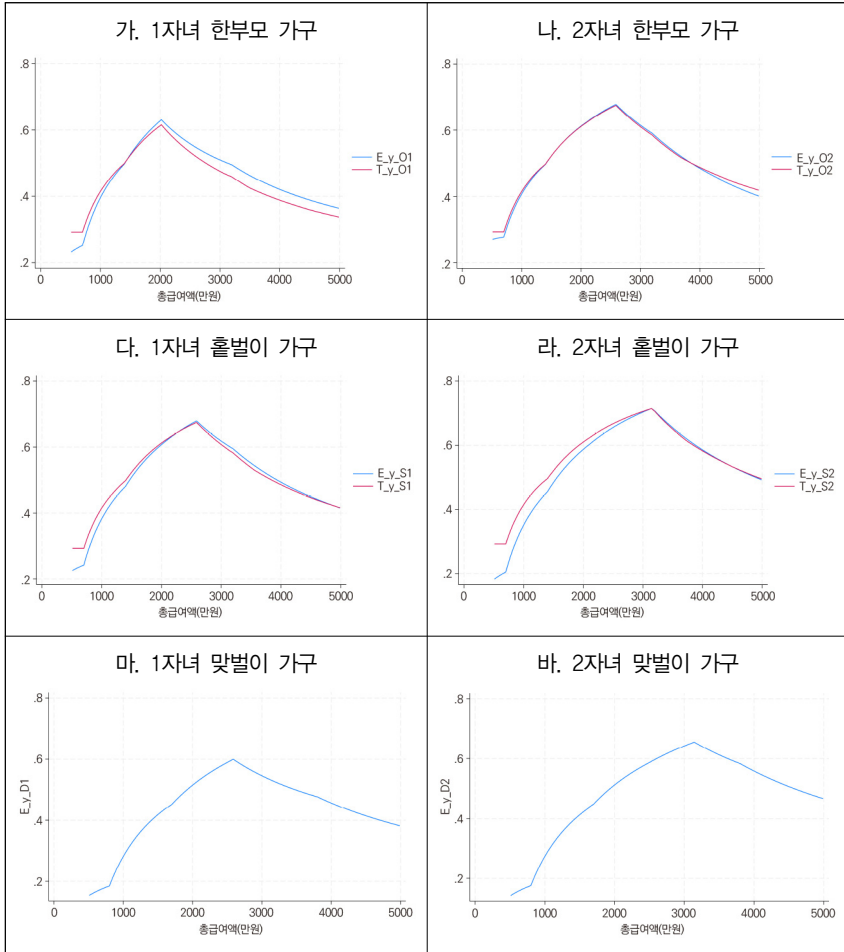 가. 1자녀 한부모 가구
.8
.6
.4
.2
0 1000 2000 3000 4000 5000
총급여액(만원)
E_y_O1
T_y_O1
나. 2자녀 한부모 가구
.8
.6
.4
.2
0 1000 2000 3000 4000 5000
총급여액(만원)
E_y_O2
T_y_O2
다. 1자녀 홑벌이 가구
.8
.6
.4
.2
0 1000 2000 3000 4000 5000
총급여액(만원)
E_y_S1
T_y_S1
라. 2자녀 홑벌이 가구
.8
.6
.4
.2
0 1000 2000 3000 4000 5000
총급여액(만원)
E_y_S2
T_y_S2
마. 1자녀 맞벌이 가구
E_y_D1
.8
.6
.4
.2
0 1000 2000 3000 4000 5000
총급여액(만원)
바. 2자녀 맞벌이 가구
E_y_D2
.8
.6
.4
.2
0 1000 2000 3000 4000 5000
총급여액(만원)